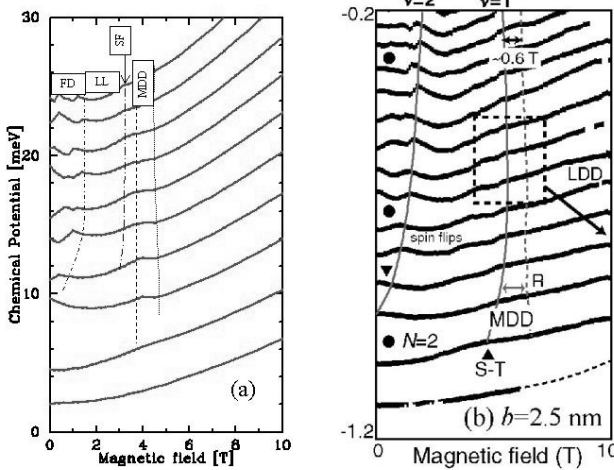 30
20
10
0
Chemical Potential [meV]
FD
LL
SF
MDD
(a)
0 2 4 6 8 10
Magnetic field [T]
-0.2
-1.2
ν=2 ν=1
~0.6 T
LDD
spin flips
R
MDD
N=2
S-T
(b) b=2.5 nm
0
Magnetic field (T)
10